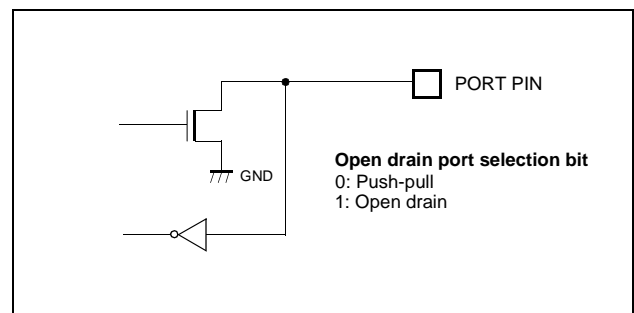 PORT PIN
GND
Open drain port selection bit
0: Push-pull
1: Open drain